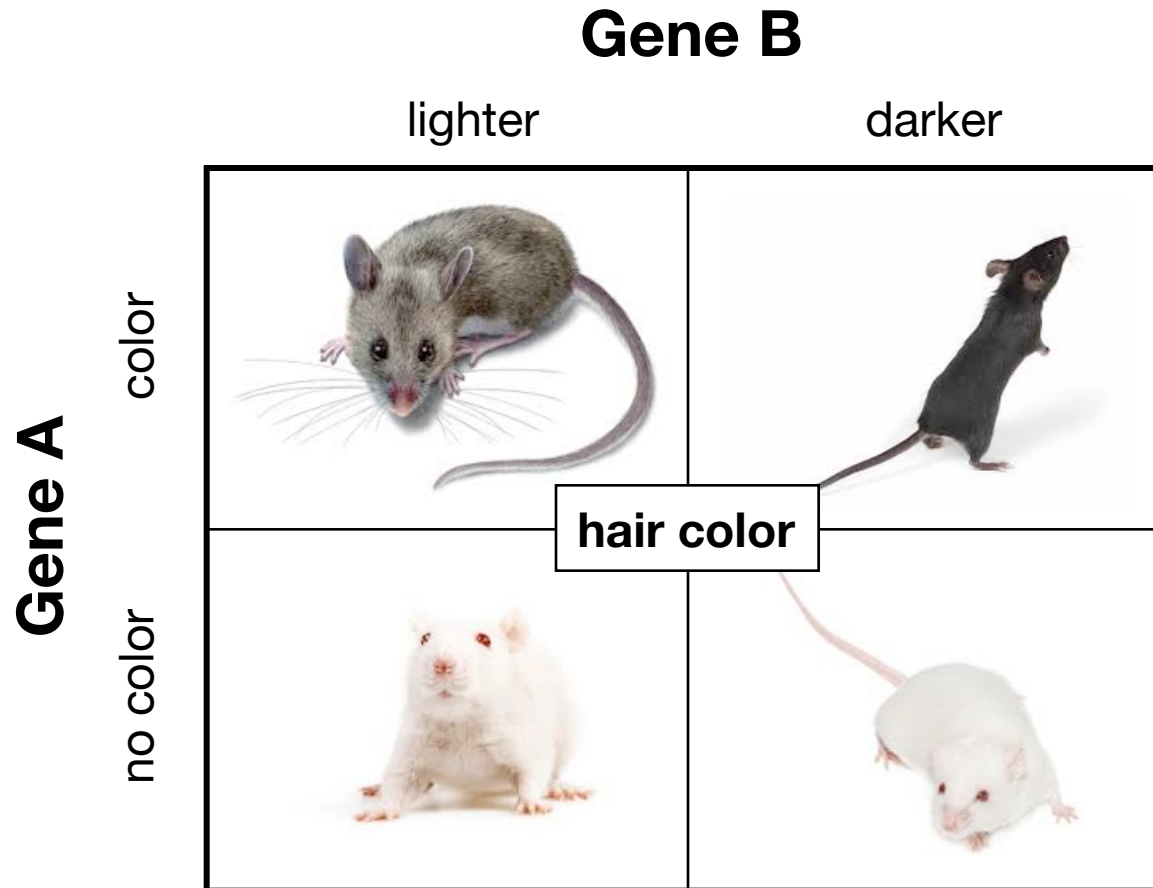 Gene B
lighter
darker
Gene A
color
no color
hair color